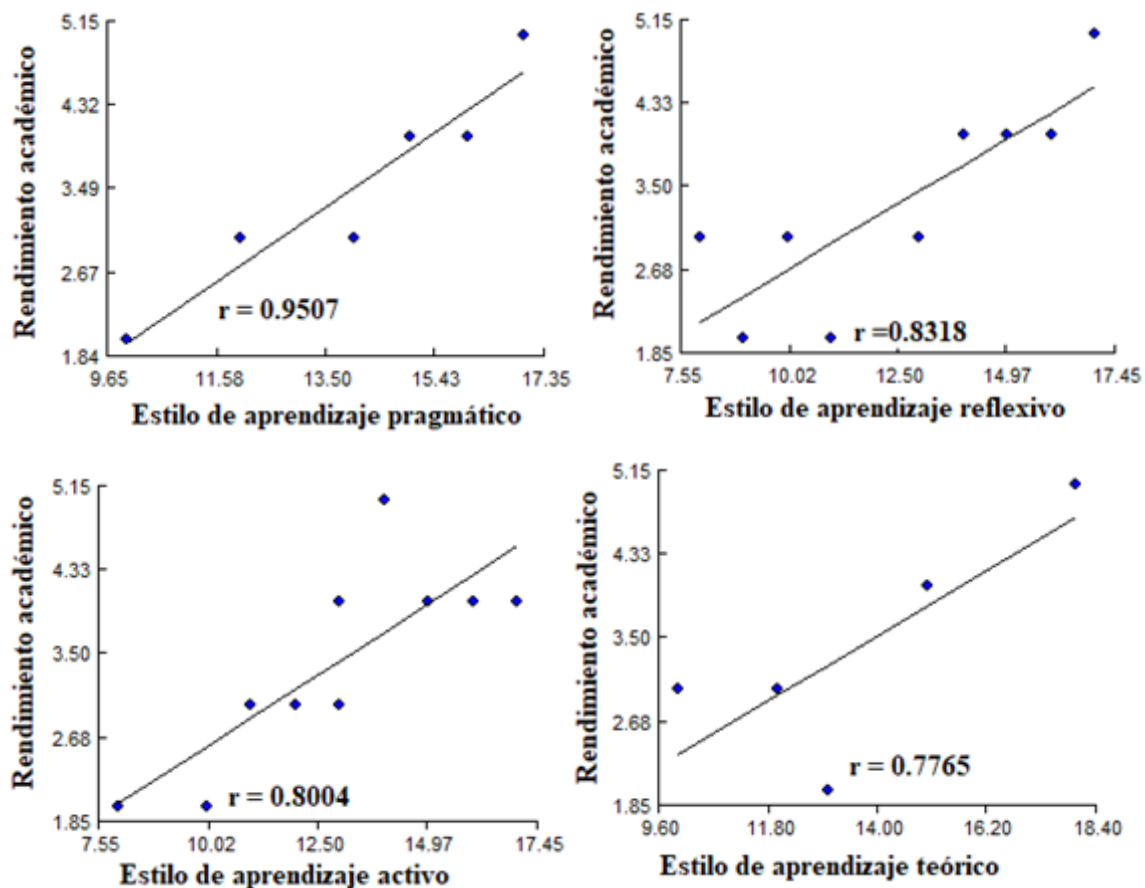 Rendimiento académico
5.15
4.32
3.49
2.67
1.84
r = 0.9507
9.65 11.58 13.50 15.43 17.35
Estilo de aprendizaje pragmático
Rendimiento académico
5.15
4.33
3.50
2.68
1.85
r =0.8318
7.55 10.02 12.50 14.97 17.45
Estilo de aprendizaje reflexivo
Rendimiento académico
5.15
4.33
3.50
2.68
1.85
r = 0.8004
7.55 10.02 12.50 14.97 17.45
Estilo de aprendizaje activo
Rendimiento académico
5.15
4.33
3.50
2.68
1.85
r = 0.7765
9.60 11.80 14.00 16.20 18.40
Estilo de aprendizaje teórico